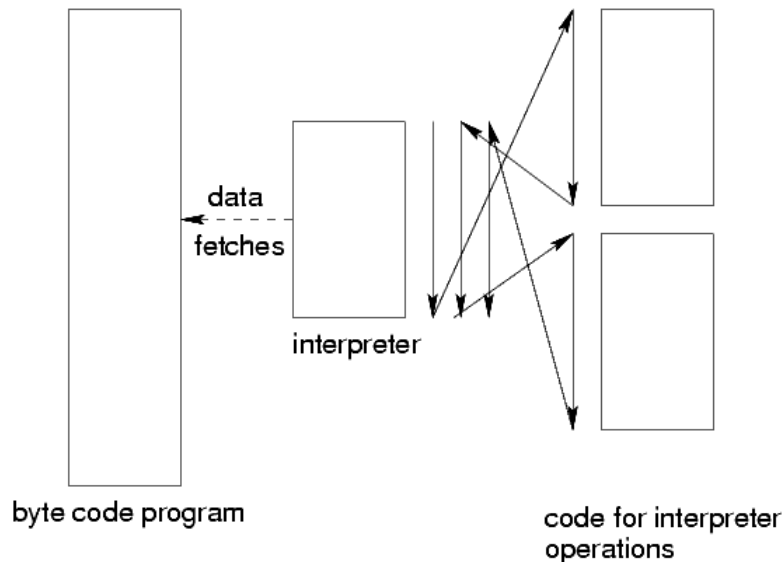 data
fetches
interpreter
byte code program
code for interpreter
operations